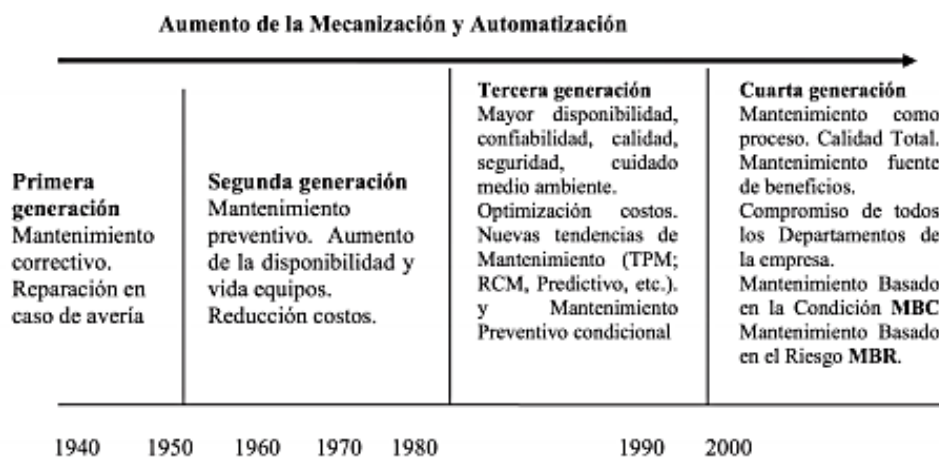 Aumento de la Mecanización y Automatización
Primera
generación
Mantenimiento
correctivo.
Reparación en
caso de avería
Segunda generación
Mantenimiento
preventivo. Aumento
de la disponibilidad y
vida equipos.
Reducción costos.
Tercera generación
Mayor disponibilidad,
confiabilidad, calidad,
seguridad, cuidado
medio ambiente.
Optimización costos.
Nuevas tendencias de
Mantenimiento (TPM;
RCM, Predictivo, etc.).
y Mantenimiento
Preventivo condicional
Cuarta generación
Mantenimiento como
proceso. Calidad Total.
Mantenimiento fuente
de beneficios.
Compromiso de todos
los Departamentos de
la empresa.
Mantenimiento Basado
en la Condición MBC
Mantenimiento Basado
en el Riesgo MBR.
1940 1950 1960 1970 1980 1990 2000